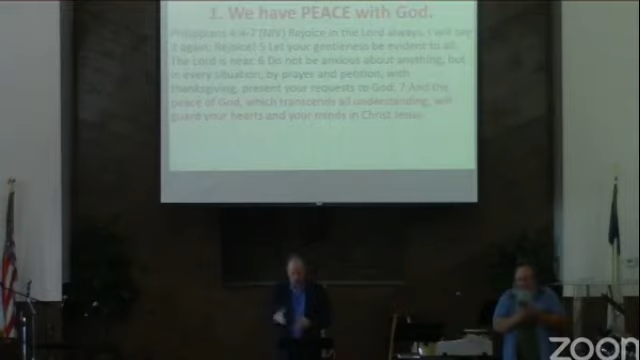 1. We have PEACE with God.
Philippians 4:4-7 (NIV) Rejoice in the Lord always. I will say
it again: Rejoice! 5 Let your gentleness be evident to all.
The Lord is near. 6 Do not be anxious about anything, but
in every situation, by prayer and petition, with
thanksgiving, present your requests to God. 7 And the
peace of God, which transcends all understanding, will
guard your hearts and your minds in Christ Jesus.
zoom